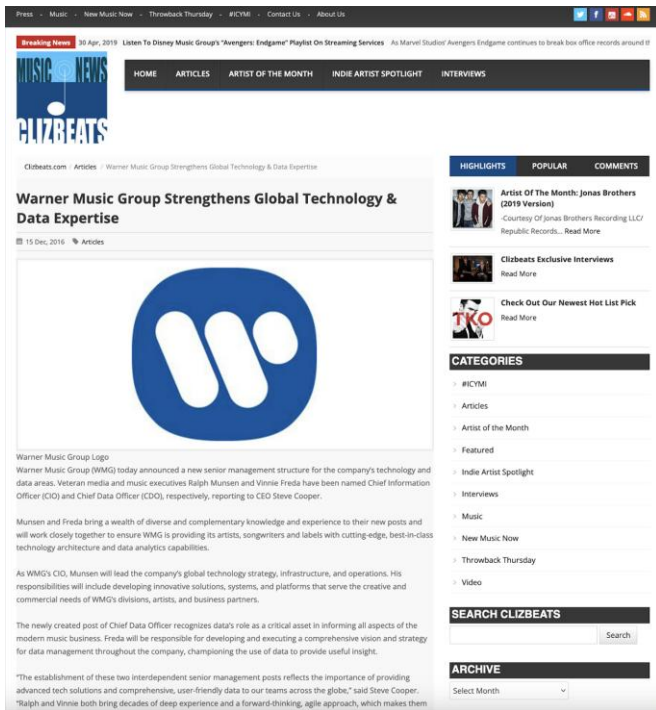 Press - Music - New Music Now - Throwback Thursday - #ICYMI - Contact Us - About Us
Breaking News 30 Apr, 2019 Listen To Disney Music Group's "Avengers: Endgame" Playlist On Streaming Services As Marvel Studios' Avengers Endgame continues to break box office records around
MUSIC NEWS
CLIZBEATS
HOME ARTICLES ARTIST OF THE MONTH INDIE ARTIST SPOTLIGHT INTERVIEWS
Clizbeats.com / Articles / Warner Music Group Strengthens Global Technology & Data Expertise
Warner Music Group Strengthens Global Technology &
Data Expertise
15 Dec, 2016 Articles
Warner Music Group Logo
Warner Music Group (WMG) today announced a new senior management structure for the company's technology and
data areas. Veteran media and music executives Ralph Munsen and Vinnie Freda have been named Chief Information
Officer (CIO) and Chief Data Officer (CDO), respectively, reporting to CEO Steve Cooper.
Munsen and Freda bring a wealth of diverse and complementary knowledge and experience to their new posts and
will work closely together to ensure WMG is providing its artists, songwriters and labels with cutting-edge, best-in-class
technology architecture and data analytics capabilities.
As WMG's CIO, Munsen will lead the company's global technology strategy, infrastructure, and operations. His
responsibilities will include developing innovative solutions, systems, and platforms that serve the creative and
commercial needs of WMG's divisions, artists, and business partners.
The newly created post of Chief Data Officer recognizes data's role as a critical asset in informing all aspects of the
modern music business. Freda will be responsible for developing and executing a comprehensive vision and strategy
for data management throughout the company, championing the use of data to provide useful insight.
"The establishment of these two interdependent senior management posts reflects the importance of providing
advanced tech solutions and comprehensive, user-friendly data to our teams across the globe," said Steve Cooper.
"Ralph and Vinnie both bring decades of deep experience and a forward-thinking, agile approach, which makes them
HIGHLIGHTS POPULAR COMMENTS
Artist Of The Month: Jonas Brothers
(2019 Version)
-Courtesy Of Jonas Brothers Recording LLC/
Republic Records... Read More
Clizbeats Exclusive Interviews
Read More
TKO
Check Out Our Newest Hot List Pick
Read More
CATEGORIES
#ICYMI
Articles
Artist of the Month
Featured
Indie Artist Spotlight
Interviews
Music
New Music Now
Throwback Thursday
Video
SEARCH CLIZBEATS
Search
ARCHIVE
Select Month